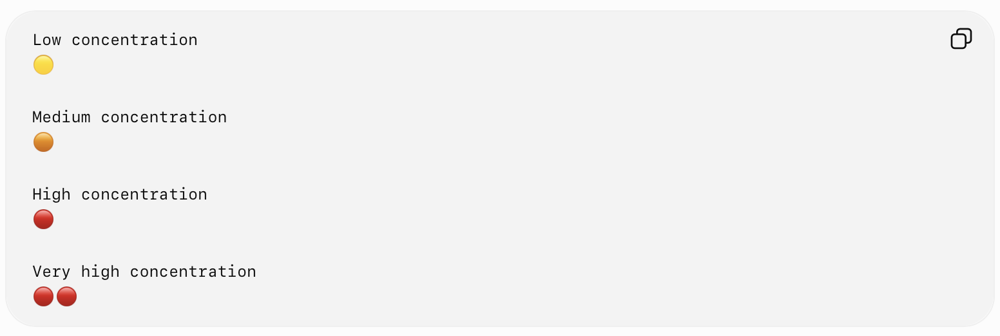 Low concentration
🟡
Medium concentration
🟠
High concentration
🔴
Very high concentration
🔴🔴